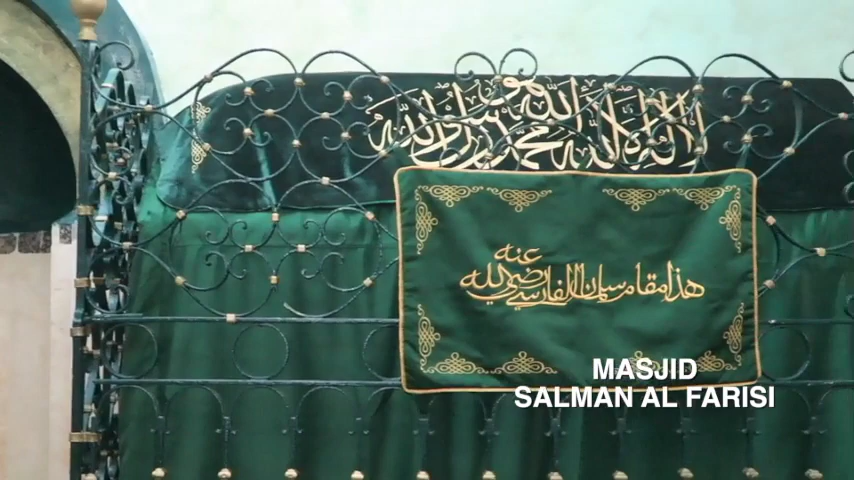 لا إله إلا الله محمد رسول الله
هذا مقام سلمان الفارسي رضي الله
عنه
MASJID
SALMAN AL FARISI